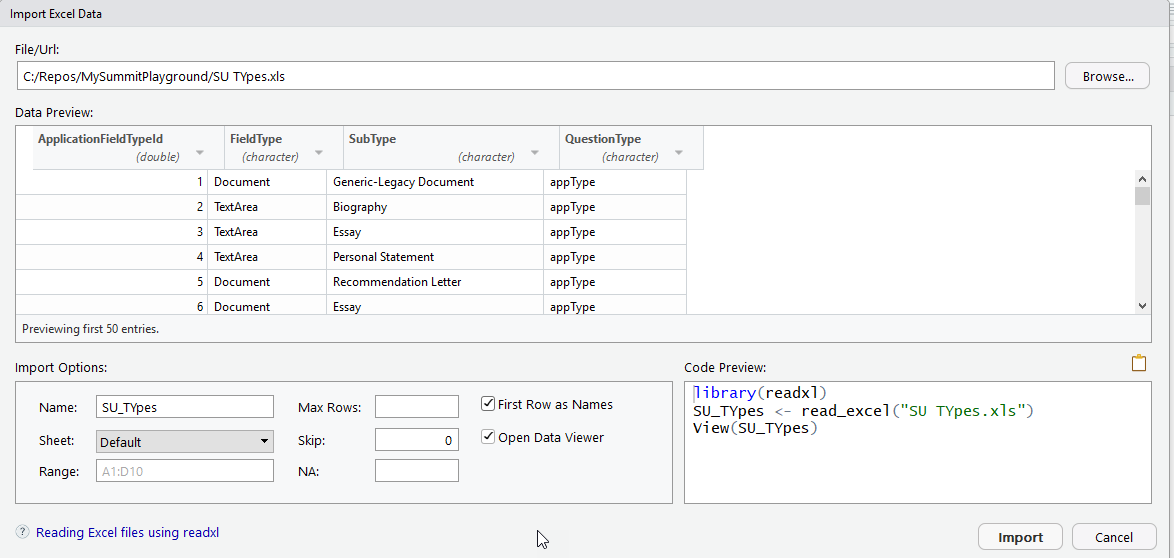 Import Excel Data
File/Url:
C:/Repos/MySummitPlayground/SU TYpes.xls
Browse...
Data Preview:
ApplicationFieldTypeId FieldType SubType QuestionType
(double) (character) (character) (character)
1 Document Generic-Legacy Document appType
2 TextArea Biography appType
3 TextArea Essay appType
4 TextArea Personal Statement appType
5 Document Recommendation Letter appType
6 Document Essay appType
Previewing first 50 entries.
Import Options:
Name: SU_TYpes Max Rows: First Row as Names
Sheet: Default Skip: 0 Open Data Viewer
Range: A1:D10 NA:
Code Preview:
library(readxl)
SU_TYpes <- read_excel("SU TYpes.xls")
View(SU_TYpes)
? Reading Excel files using readxl
Import Cancel